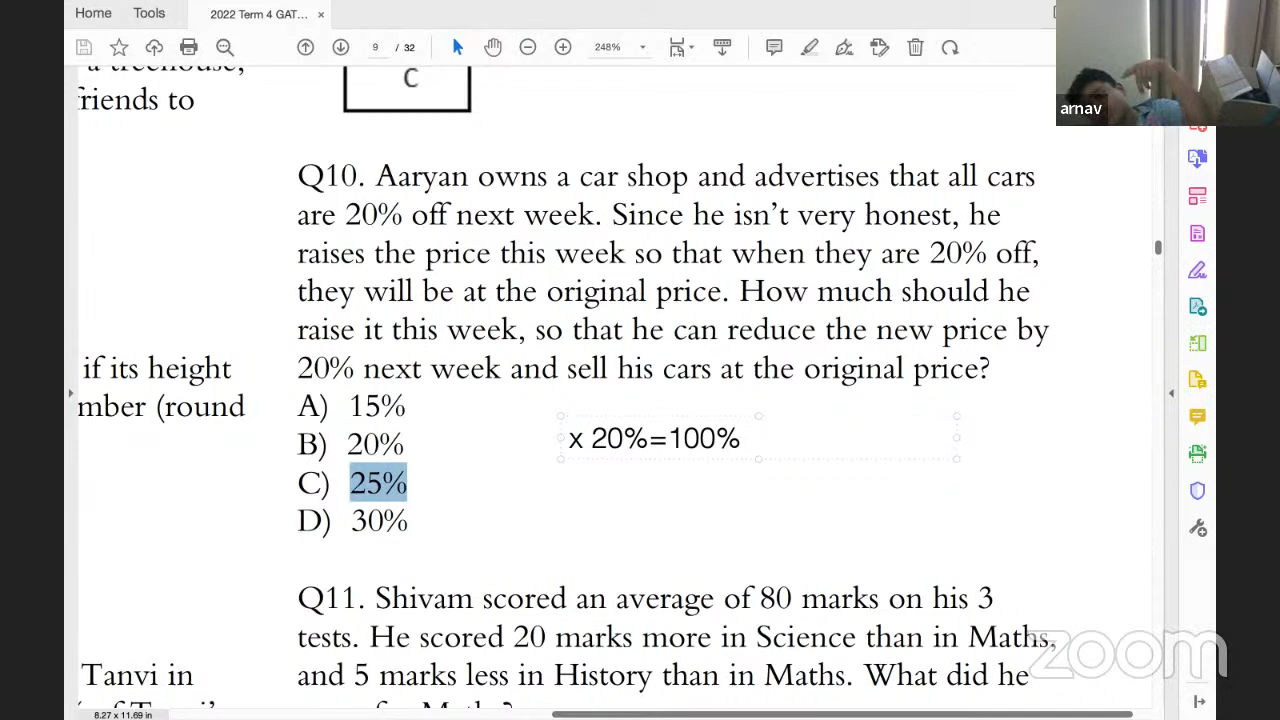 Home Tools 2022 Term 4 GAT... ×
9 / 32 248%
arnav
a treehouse,
friends to
C
Q10. Aaryan owns a car shop and advertises that all cars
are 20% off next week. Since he isn't very honest, he
raises the price this week so that when they are 20% off,
they will be at the original price. How much should he
raise it this week, so that he can reduce the new price by
20% next week and sell his cars at the original price?
if its height
mber (round
A) 15%
B) 20%
C) 25%
D) 30%
x 20%=100%
Q11. Shivam scored an average of 80 marks on his 3
tests. He scored 20 marks more in Science than in Maths,
and 5 marks less in History than in Maths. What did he
Tanvi in
zoom
8.27 x 11.69 in